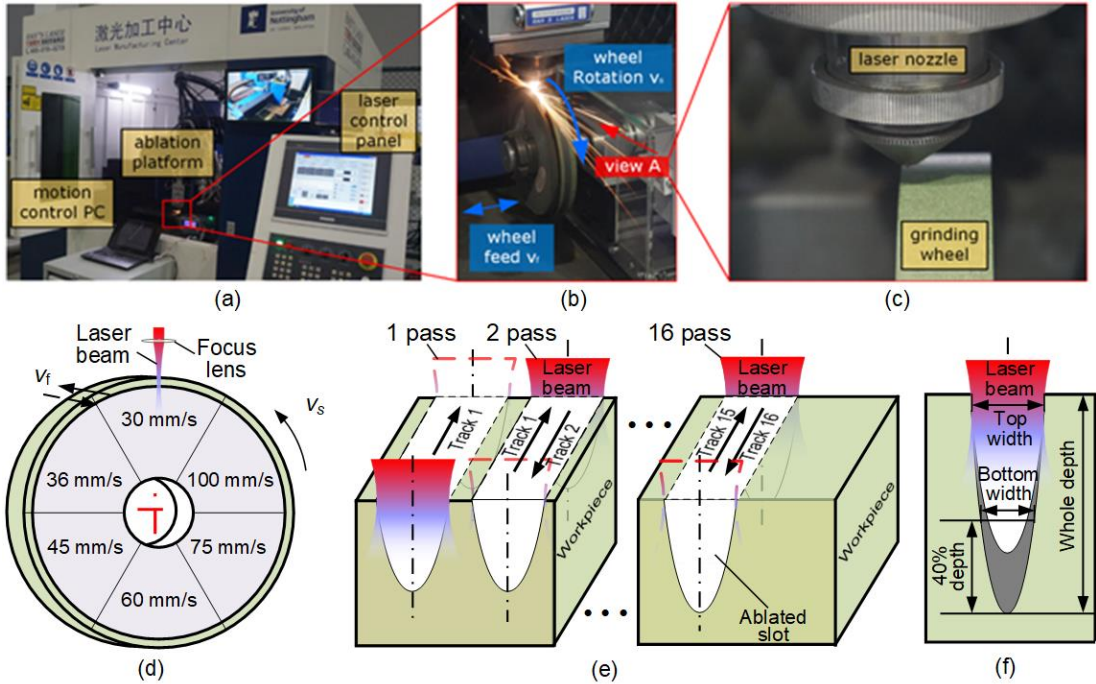 激光加工中心
Laser Manufacturing Center
University of
Nottingham
ablation
platform
laser
control
panel
motion
control PC
(a)
wheel
Rotation vₛ
view A
wheel
feed v_f
(b)
laser nozzle
grinding
wheel
(c)
Laser
beam
Focus
lens
v_f
vₛ
30 mm/s
36 mm/s
100 mm/s
45 mm/s
75 mm/s
60 mm/s
(d)
1 pass
2 pass
16 pass
Laser
beam
Laser
beam
Track 1
Track 1
Track 2
Track 15
Track 16
Workpiece
Workpiece
Ablated
slot
(e)
Laser
beam
Top
width
Bottom
width
40%
depth
Whole depth
(f)